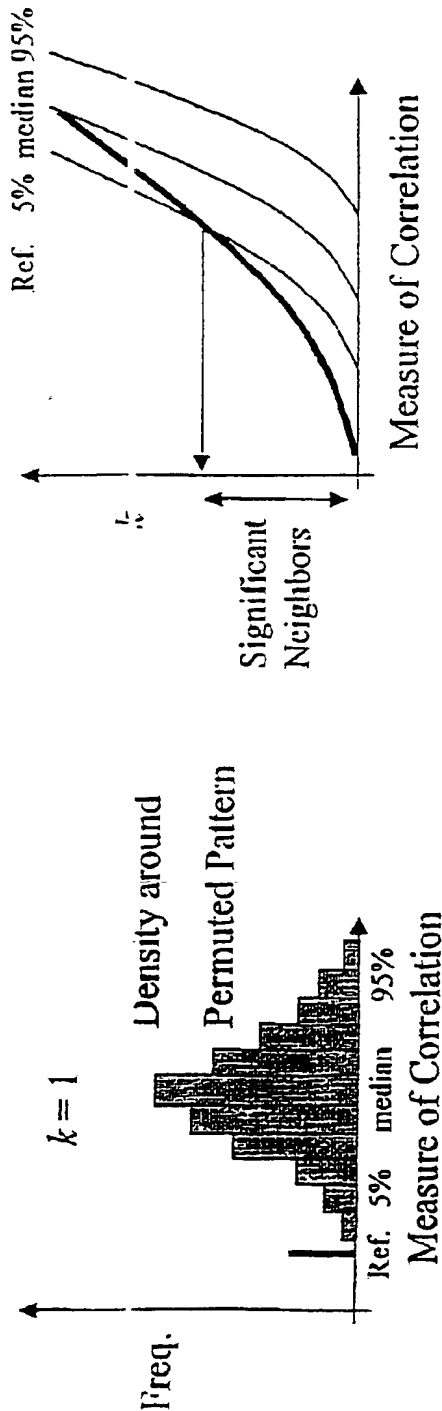 k = 1
Freq.
Density around
Permuted Pattern
Ref. 5% median 95%
Measure of Correlation
Ref. 5% median 95%
Significant
Neighbors
Measure of Correlation